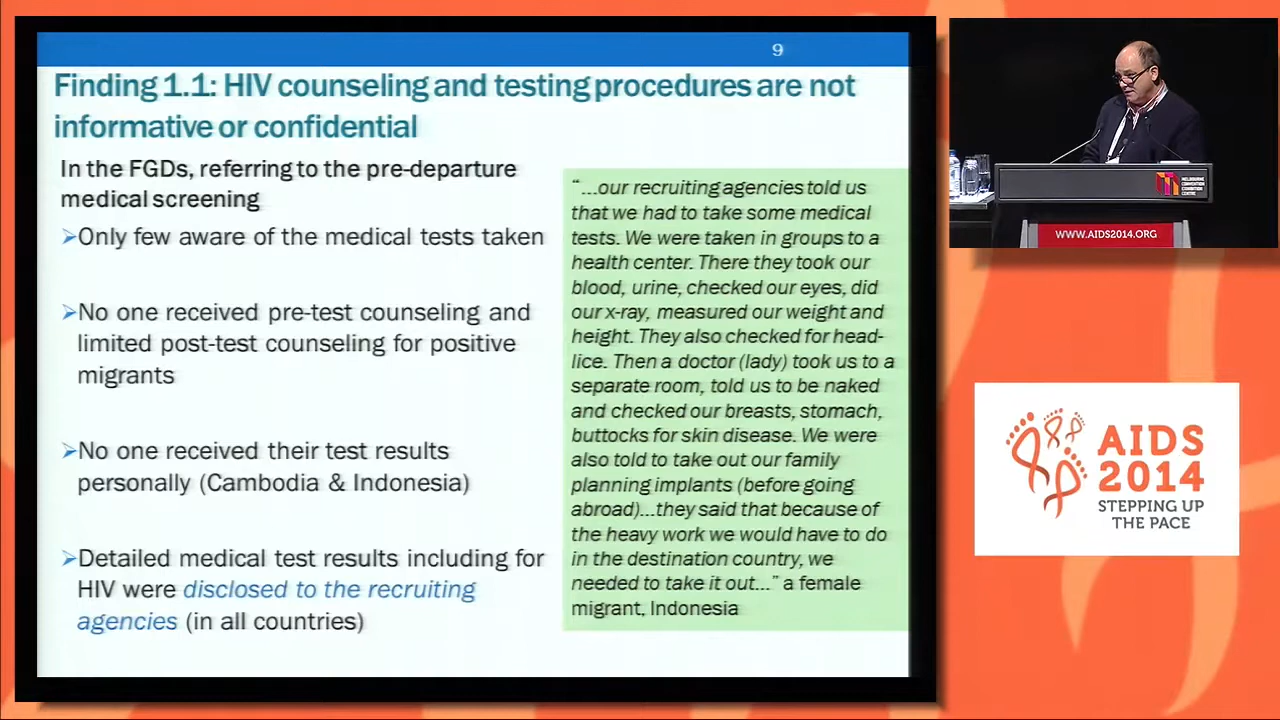 9
Finding 1.1: HIV counseling and testing procedures are not
informative or confidential
In the FGDs, referring to the pre-departure
medical screening
➢Only few aware of the medical tests taken
➢No one received pre-test counseling and
limited post-test counseling for positive
migrants
➢No one received their test results
personally (Cambodia & Indonesia)
➢Detailed medical test results including for
HIV were disclosed to the recruiting
agencies (in all countries)
“...our recruiting agencies told us
that we had to take some medical
tests. We were taken in groups to a
health center. There they took our
blood, urine, checked our eyes, did
our x-ray, measured our weight and
height. They also checked for head-
lice. Then a doctor (lady) took us to a
separate room, told us to be naked
and checked our breasts, stomach,
buttocks for skin disease. We were
also told to take out our family
planning implants (before going
abroad)...they said that because of
the heavy work we would have to do
in the destination country, we
needed to take it out...” a female
migrant, Indonesia
MELBOURNE
CONVENTION
EXHIBITION
CENTRE
WWW.AIDS2014.ORG
AIDS
2014
STEPPING UP
THE PACE